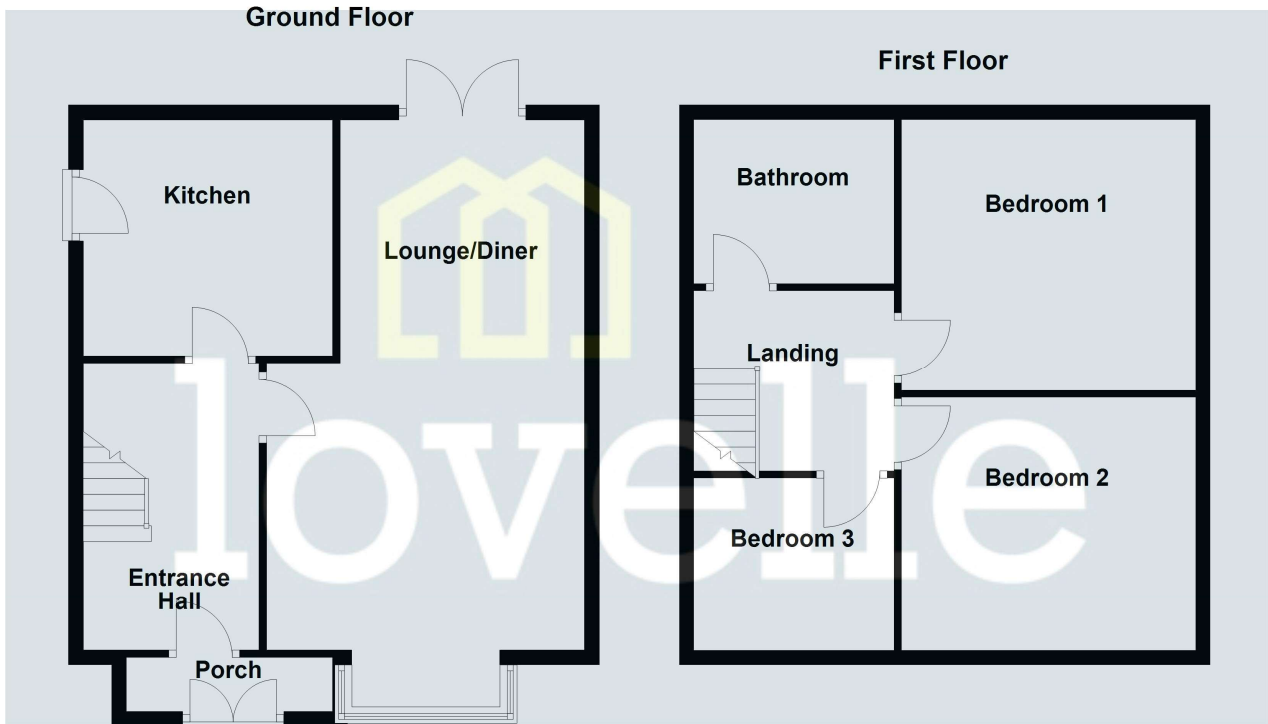 Ground Floor
First Floor
Kitchen
Lounge/Diner
Entrance
Hall
Porch
Bathroom
Bedroom 1
Landing
Bedroom 2
Bedroom 3
lovelle